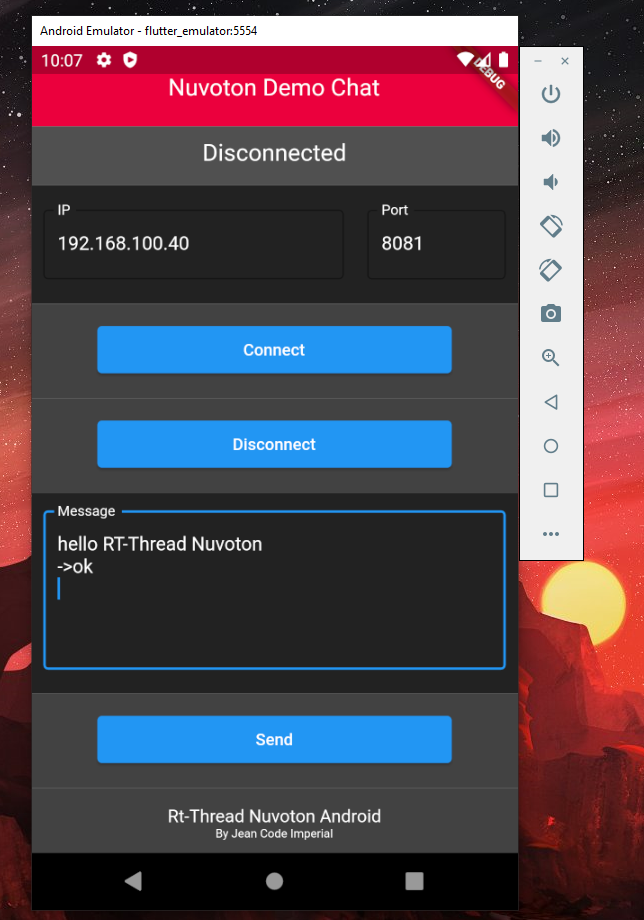 Android Emulator - flutter_emulator:5554
10:07
DEBUG
Nuvoton Demo Chat
Disconnected
IP
Port
192.168.100.40
8081
Connect
Disconnect
Message
hello RT-Thread Nuvoton
->ok
Send
Rt-Thread Nuvoton Android
By Jean Code Imperial